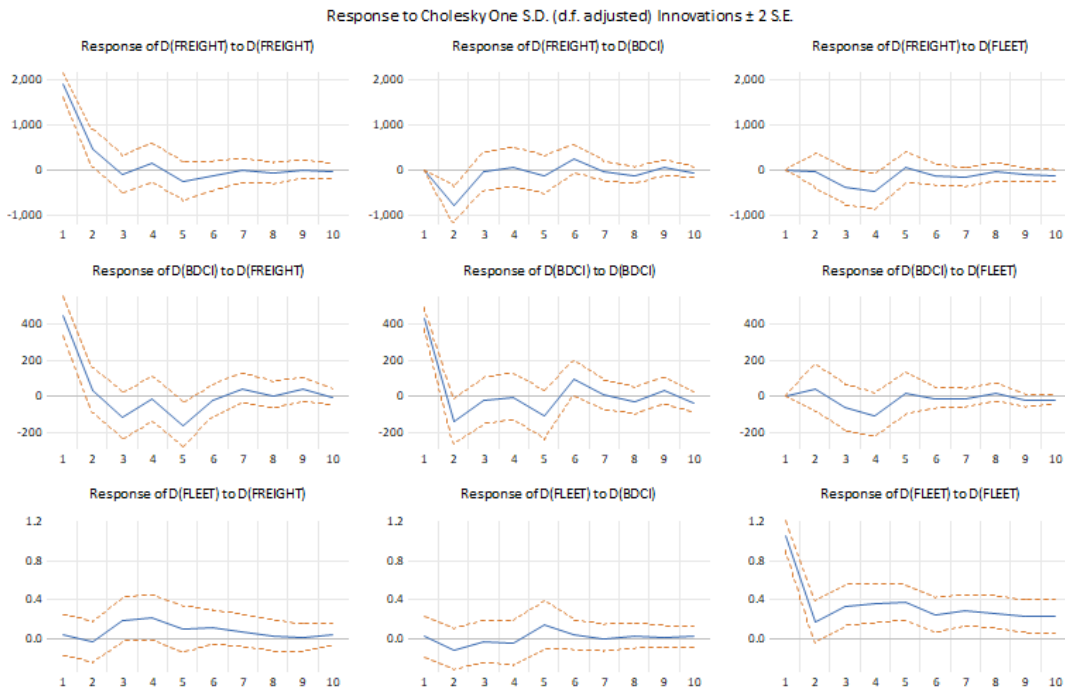 Response to Cholesky One S.D. (d.f. adjusted) Innovations ± 2 S.E.
Response of D(FREIGHT) to D(FREIGHT)
2,000
1,000
0
-1,000
1 2 3 4 5 6 7 8 9 10
Response of D(FREIGHT) to D(BDCI)
2,000
1,000
0
-1,000
1 2 3 4 5 6 7 8 9 10
Response of D(FREIGHT) to D(FLEET)
2,000
1,000
0
-1,000
1 2 3 4 5 6 7 8 9 10
Response of D(BDCI) to D(FREIGHT)
400
200
0
-200
1 2 3 4 5 6 7 8 9 10
Response of D(BDCI) to D(BDCI)
400
200
0
-200
1 2 3 4 5 6 7 8 9 10
Response of D(BDCI) to D(FLEET)
400
200
0
-200
1 2 3 4 5 6 7 8 9 10
Response of D(FLEET) to D(FREIGHT)
1.2
0.8
0.4
0.0
1 2 3 4 5 6 7 8 9 10
Response of D(FLEET) to D(BDCI)
1.2
0.8
0.4
0.0
1 2 3 4 5 6 7 8 9 10
Response of D(FLEET) to D(FLEET)
1.2
0.8
0.4
0.0
1 2 3 4 5 6 7 8 9 10